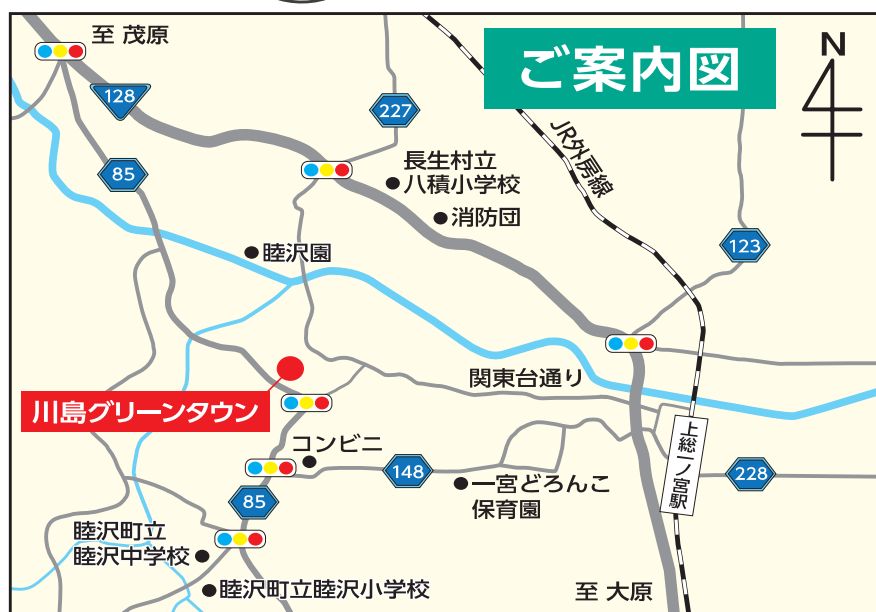 至 茂原
ご案内図
N
128
227
85
長生村立
八積小学校
JR外房線
消防団
睦沢園
123
関東台通り
川島グリーンタウン
コンビニ
148
一宮どろんこ
保育園
上総一ノ宮駅
228
85
睦沢町立
睦沢中学校
睦沢町立睦沢小学校
至 大原